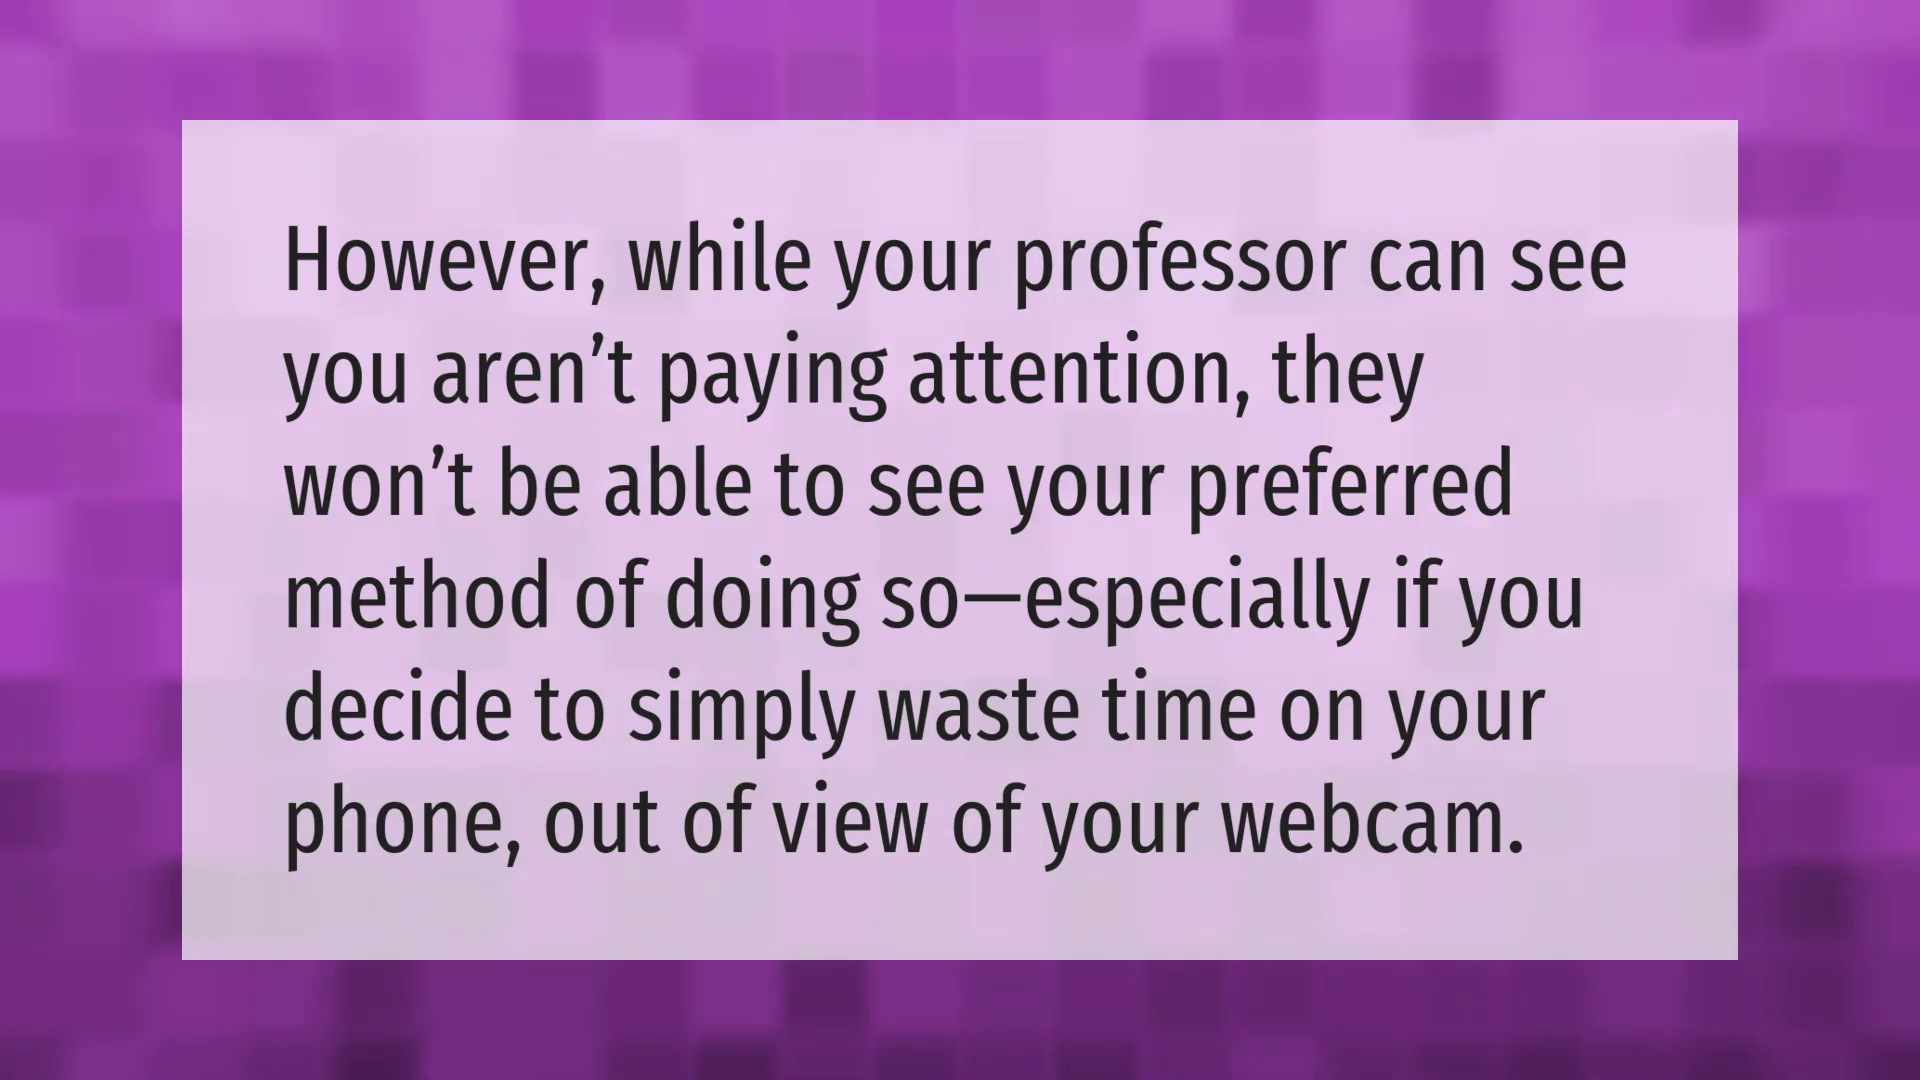 However, while your professor can see
you aren’t paying attention, they
won’t be able to see your preferred
method of doing so—especially if you
decide to simply waste time on your
phone, out of view of your webcam.